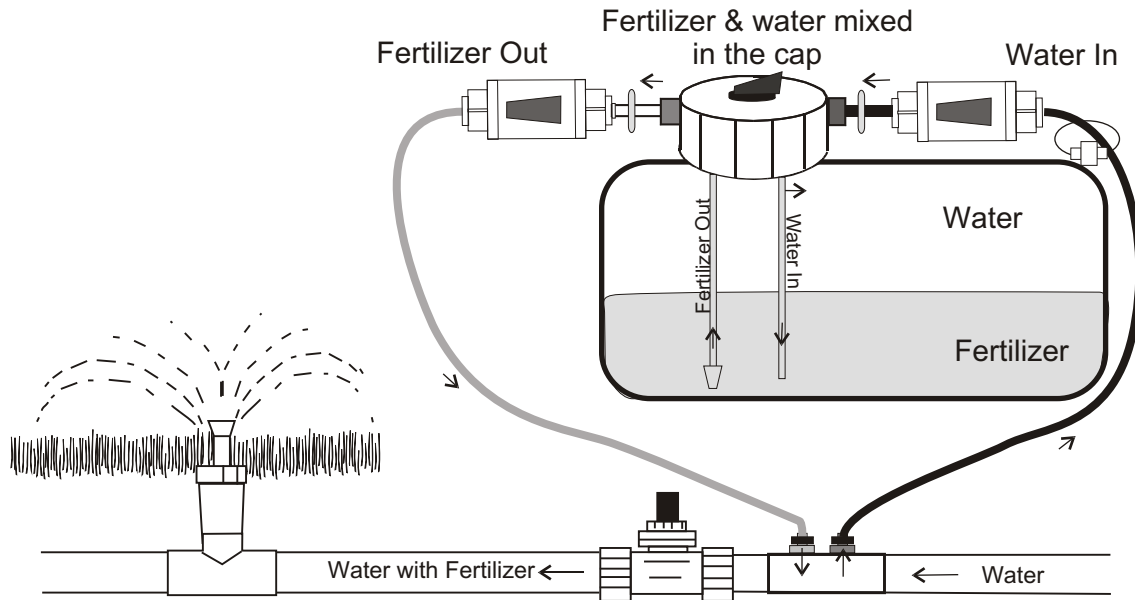 Fertilizer & water mixed
in the cap
Fertilizer Out
Water In
Fertilizer Out
Water In
Water
Fertilizer
Water with Fertilizer
Water